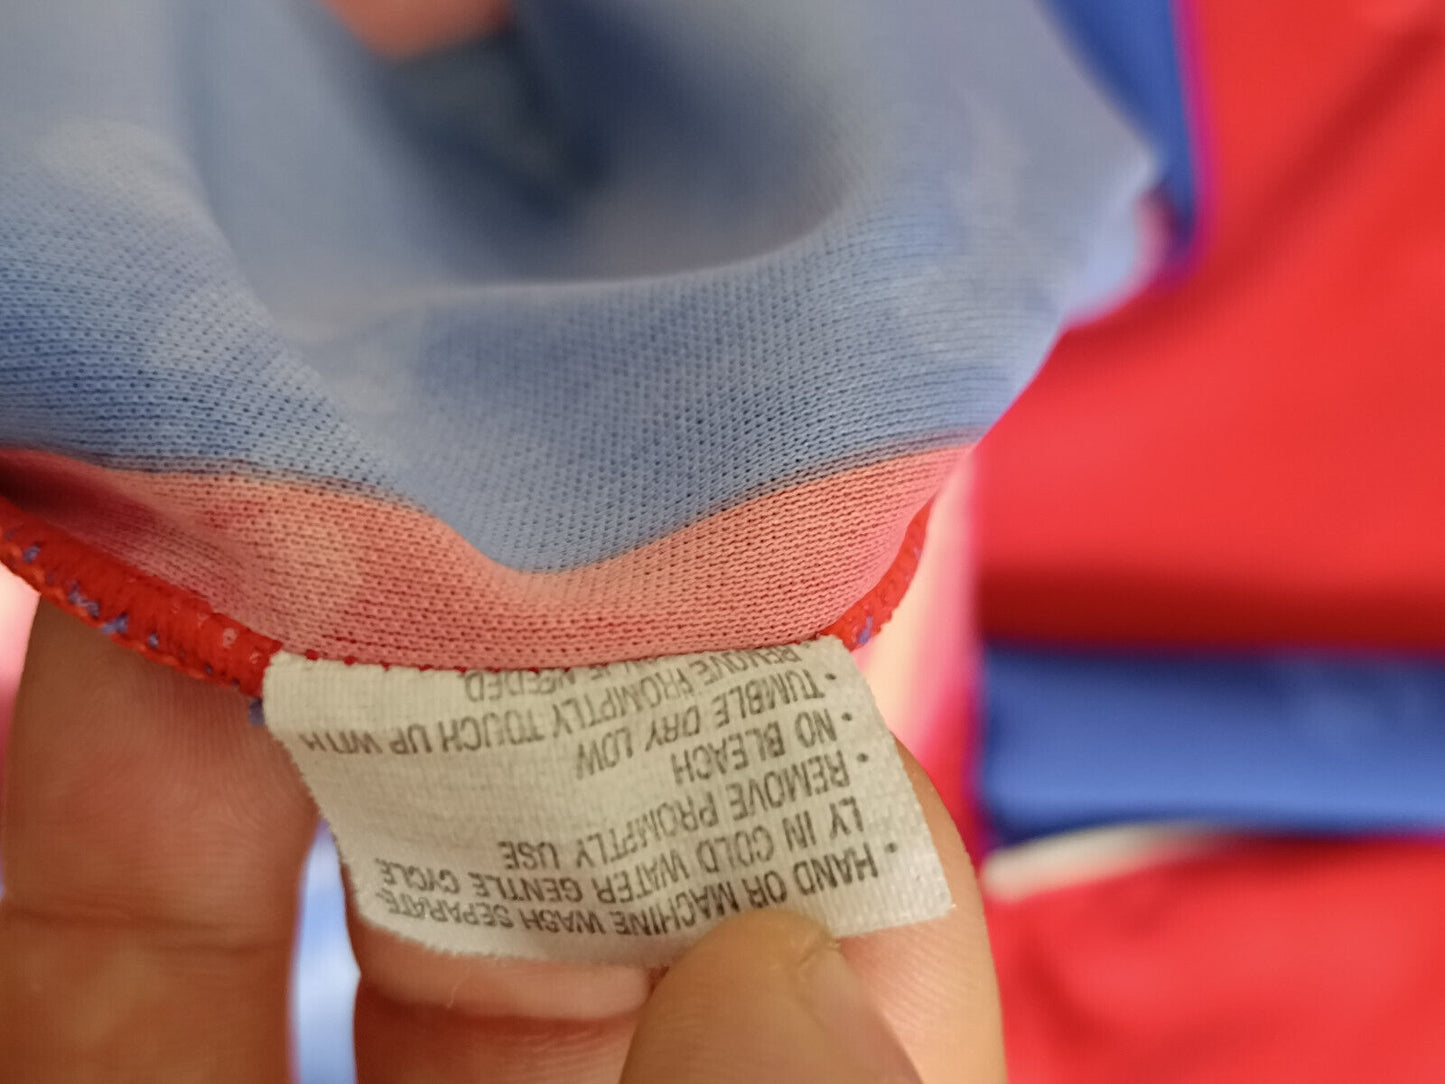 • HAND OR MACHINE WASH SEPARATE-
LY IN COLD WATER GENTLE CYCLE
• REMOVE PROMPTLY USE
NO BLEACH
• TUMBLE DRY LOW
REMOVE PROMPTLY TOUCH UP WITH
NEEDED